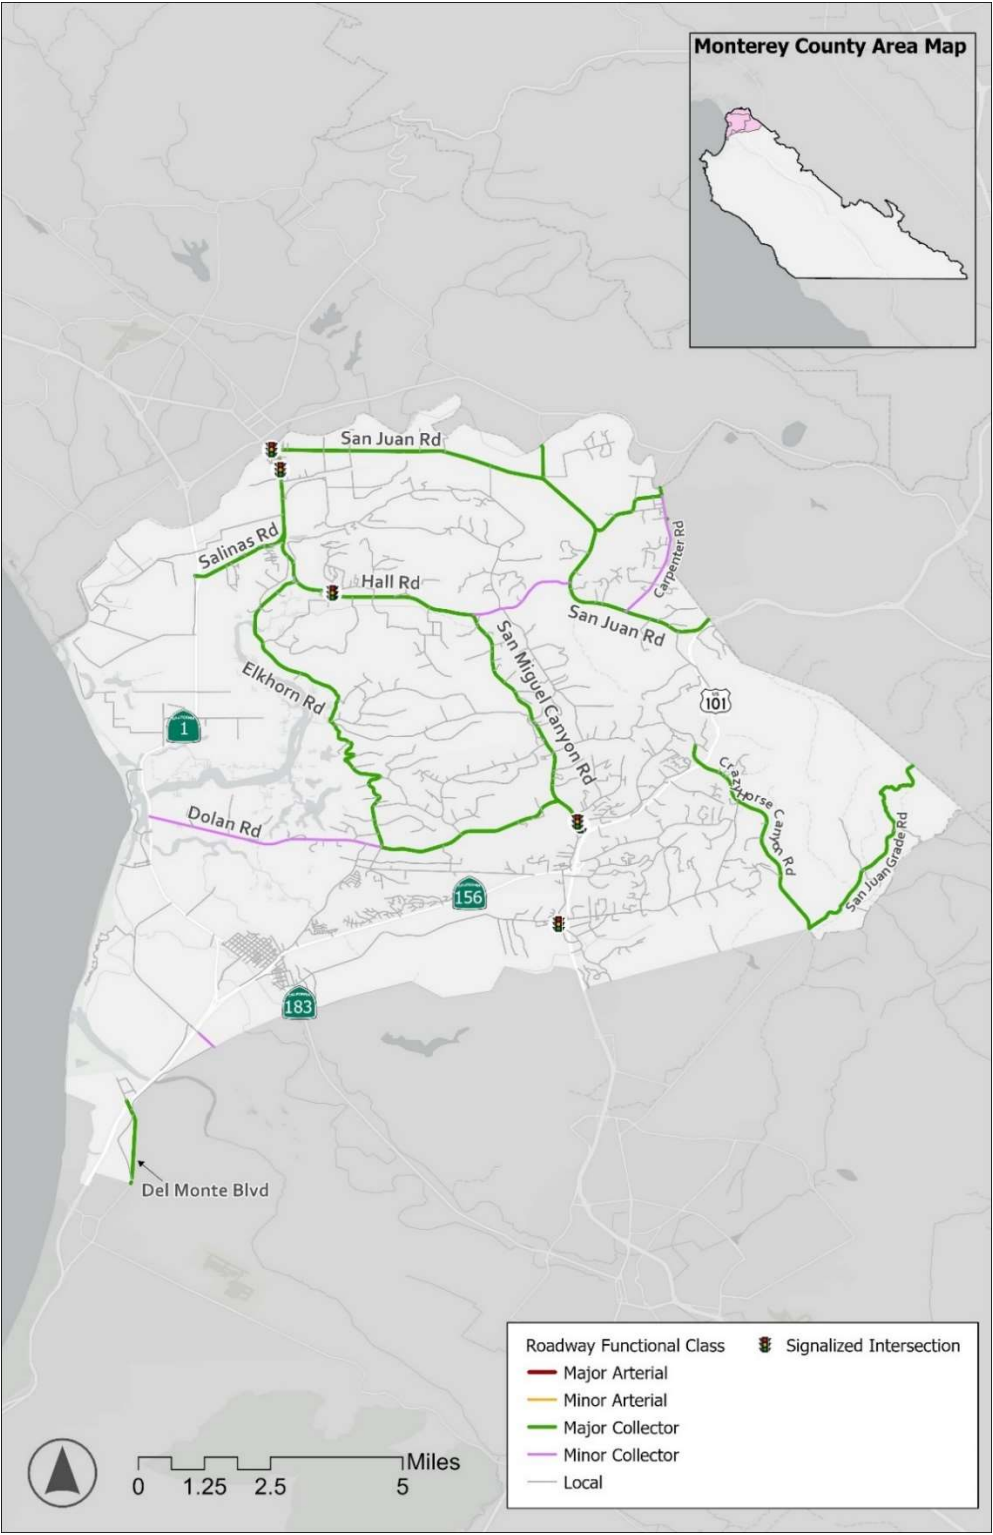 Monterey County Area Map
San Juan Rd
Salinas Rd
Hall Rd
Carpenter Rd
San Juan Rd
San Miguel Canyon Rd
Elkhorn Rd
101
1
Crazy Horse Canyon Rd
Dolan Rd
San Juan Grade Rd
156
183
Del Monte Blvd
Roadway Functional Class
Signalized Intersection
Major Arterial
Minor Arterial
Major Collector
Minor Collector
Local
Miles
0 1.25 2.5 5